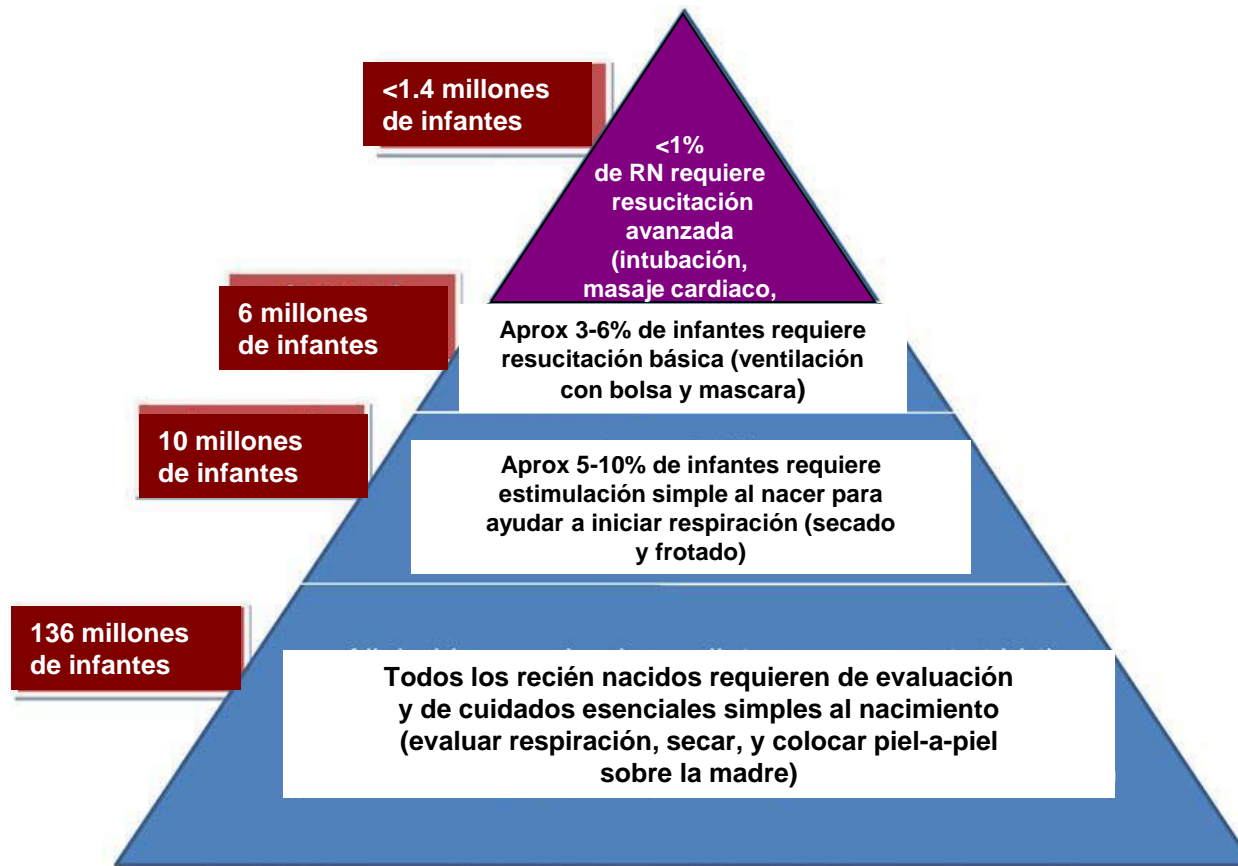 <1.4 millones
de infantes
<1%
de RN requiere
resucitación
avanzada
(intubación,
masaje cardiaco,
6 millones
de infantes
Aprox 3-6% de infantes requiere
resucitación básica (ventilación
con bolsa y mascara)
10 millones
de infantes
Aprox 5-10% de infantes requiere
estimulación simple al nacer para
ayudar a iniciar respiración (secado
y frotado)
136 millones
de infantes
Todos los recién nacidos requieren de evaluación
y de cuidados esenciales simples al nacimiento
(evaluar respiración, secar, y colocar piel-a-piel
sobre la madre)